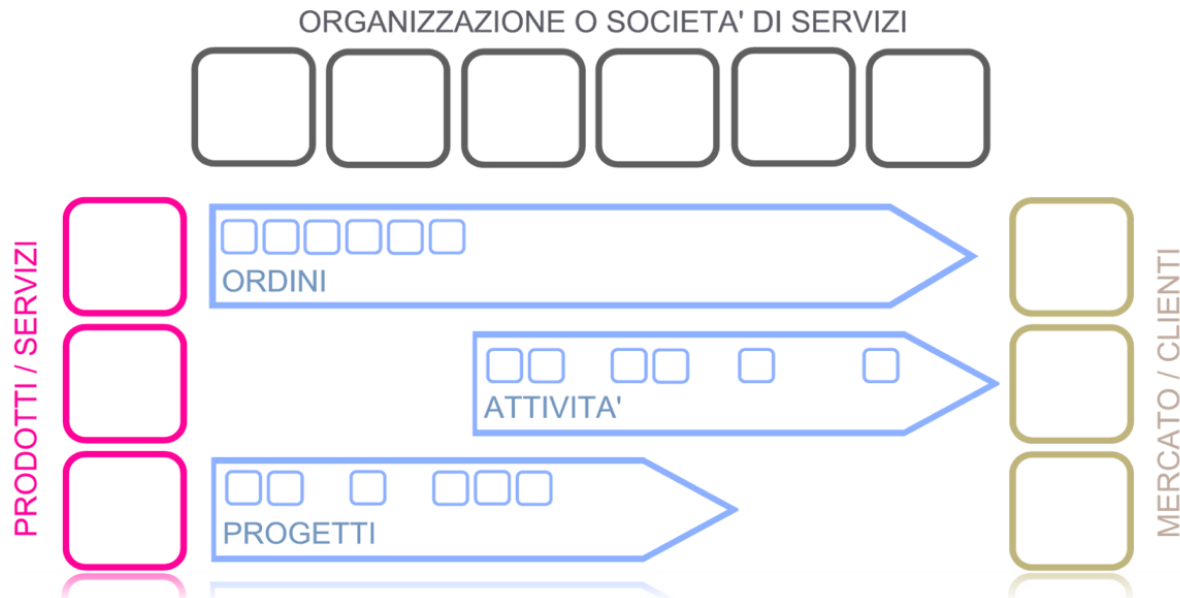 ORGANIZZAZIONE O SOCIETA' DI SERVIZI
PRODOTTI / SERVIZI
ORDINI
ATTIVITA'
PROGETTI
MERCATO / CLIENTI